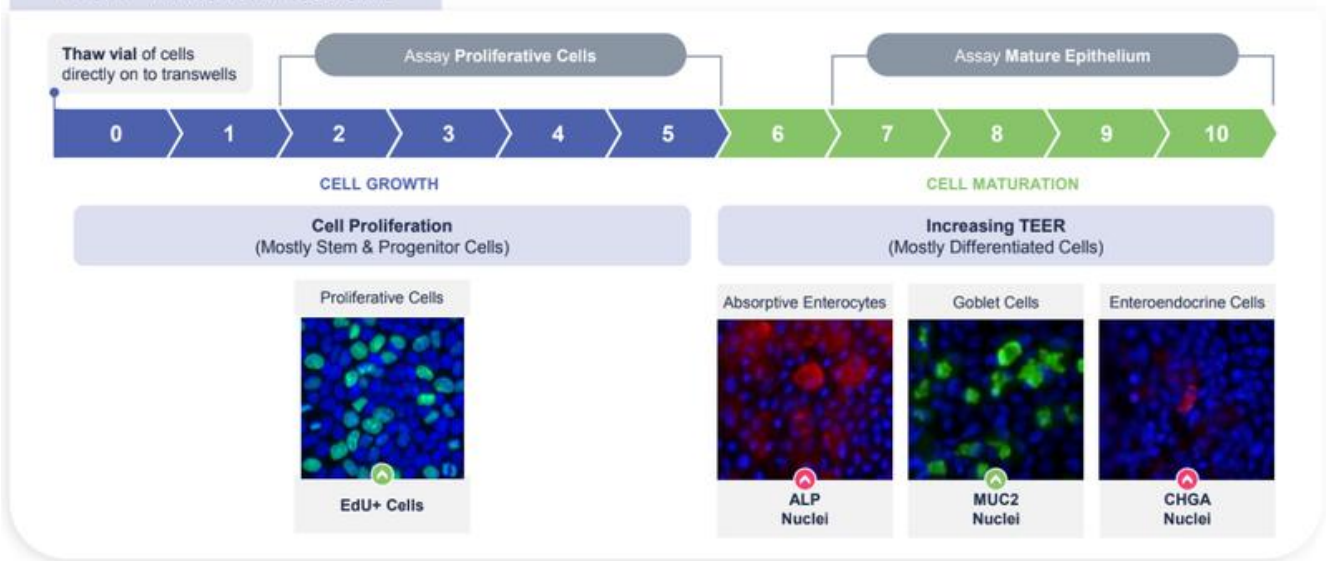 Thaw vial of cells
directly on to transwells
Assay Proliferative Cells
Assay Mature Epithelium
0 1 2 3 4 5 6 7 8 9 10
CELL GROWTH
CELL MATURATION
Cell Proliferation
(Mostly Stem & Progenitor Cells)
Increasing TEER
(Mostly Differentiated Cells)
Proliferative Cells
EdU+ Cells
Absorptive Enterocytes
ALP
Nuclei
Goblet Cells
MUC2
Nuclei
Enteroendocrine Cells
CHGA
Nuclei